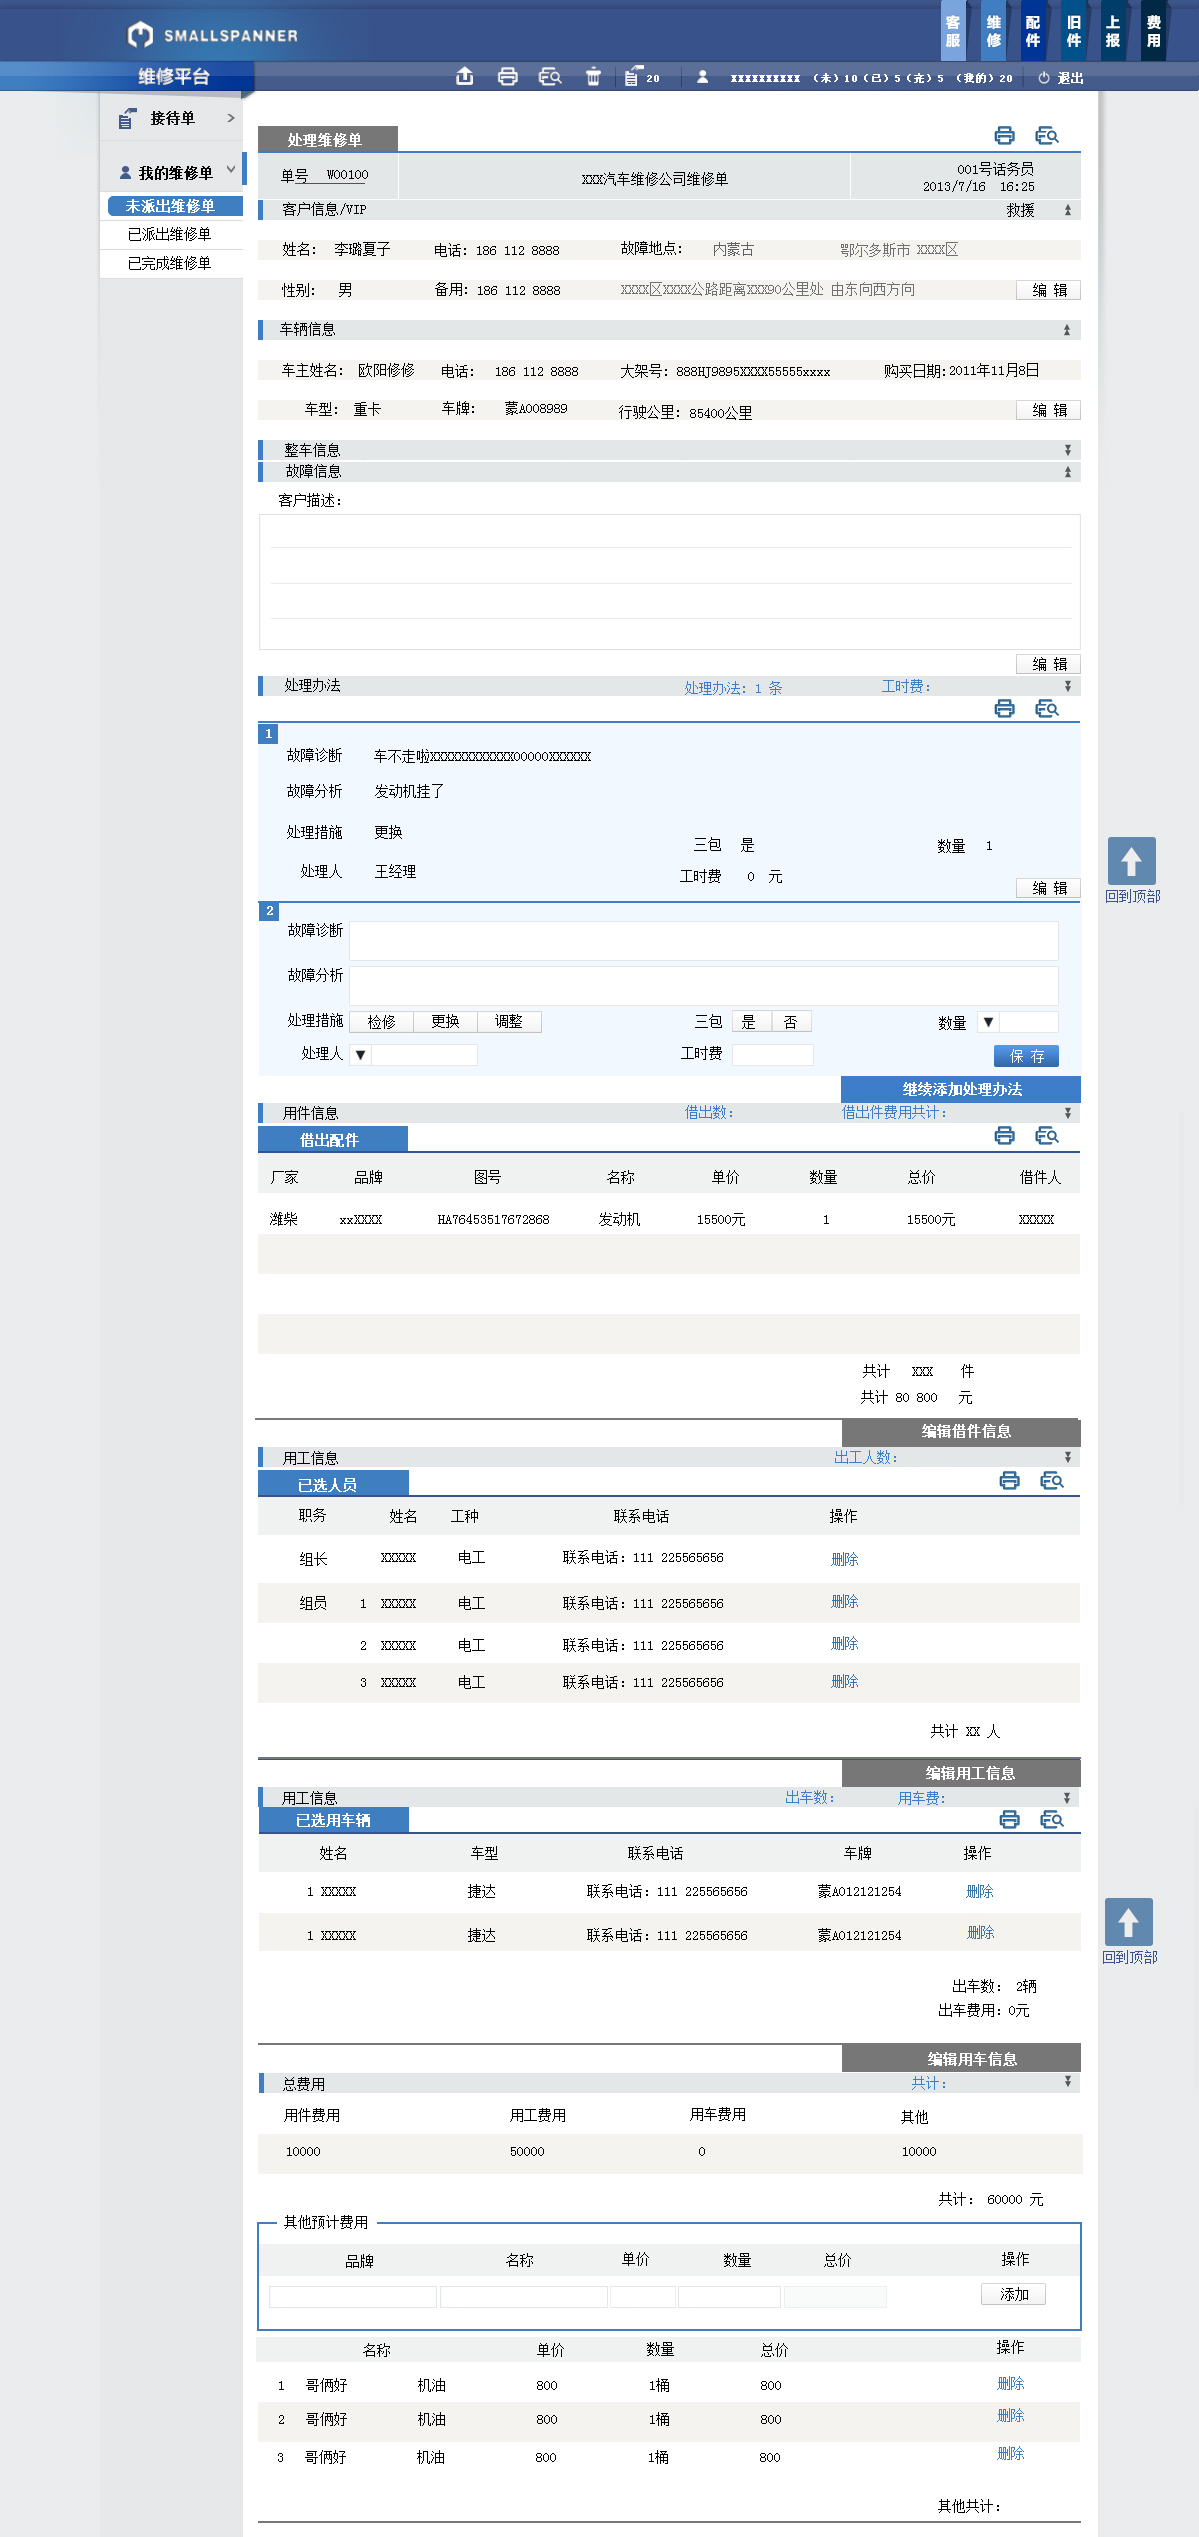 SMALLSPANNER
客服 维修 配件 旧件 上报 费用
维修平台
20 xxxxxxxxxx (未)10(已)5(完)5 (我的)20 退出
接待单
我的维修单
未派出维修单
已派出维修单
已完成维修单
处理维修单
单号 W00100 XXX汽车维修公司维修单 001号话务员
2013/7/16 16:25
客户信息/VIP 救援
姓名: 李璐夏子 电话: 186 112 8888 故障地点: 内蒙古 鄂尔多斯市 XXXX区
性别: 男 备用: 186 112 8888 XXXX区XXXX公路距离XXX90公里处 由东向西方向 编 辑
车辆信息
车主姓名: 欧阳修修 电话: 186 112 8888 大架号: 888HJ9895XXXX55555xxxx 购买日期:2011年11月8日
车型: 重卡 车牌: 蒙A008989 行驶公里: 85400公里 编 辑
整车信息
故障信息
客户描述:
编 辑
处理办法 处理办法: 1 条 工时费:
1
故障诊断 车不走啦XXXXXXXXXXXX00000XXXXXX
故障分析 发动机挂了
处理措施 更换 三包 是 数量 1
处理人 王经理 工时费 0 元
编 辑
2
故障诊断
故障分析
处理措施 检修 更换 调整 三包 是 否 数量 ▼
处理人 ▼ 工时费 保 存
继续添加处理办法
用件信息 借出数: 借出件费用共计:
借出配件
厂家 品牌 图号 名称 单价 数量 总价 借件人
潍柴 xxXXXX HA76453517672868 发动机 15500元 1 15500元 XXXXX
共计 XXX 件
共计 80 800 元
编辑借件信息
用工信息 出工人数:
已选人员
职务 姓名 工种 联系电话 操作
组长 XXXXX 电工 联系电话: 111 225565656 删除
组员 1 XXXXX 电工 联系电话: 111 225565656 删除
2 XXXXX 电工 联系电话: 111 225565656 删除
3 XXXXX 电工 联系电话: 111 225565656 删除
共计 XX 人
编辑用工信息
用工信息 出车数: 用车费:
已选用车辆
姓名 车型 联系电话 车牌 操作
1 XXXXX 捷达 联系电话: 111 225565656 蒙A012121254 删除
1 XXXXX 捷达 联系电话: 111 225565656 蒙A012121254 删除
出车数: 2辆
出车费用: 0元
编辑用车信息
总费用 共计:
用件费用 用工费用 用车费用 其他
10000 50000 0 10000
共计: 60000 元
其他预计费用
品牌 名称 单价 数量 总价 操作
添加
名称 单价 数量 总价 操作
1 哥俩好 机油 800 1桶 800 删除
2 哥俩好 机油 800 1桶 800 删除
3 哥俩好 机油 800 1桶 800 删除
其他共计:
回到顶部
回到顶部